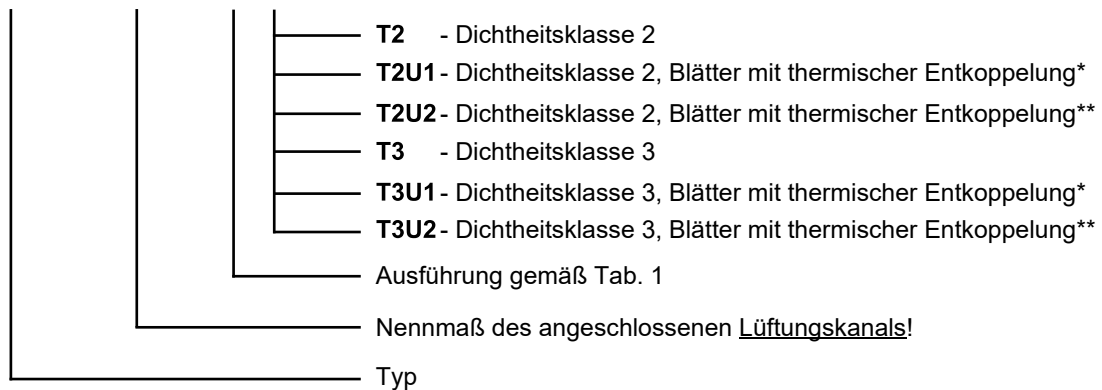 T2 - Dichtheitsklasse 2
T2U1 - Dichtheitsklasse 2, Blätter mit thermischer Entkoppelung*
T2U2 - Dichtheitsklasse 2, Blätter mit thermischer Entkoppelung**
T3 - Dichtheitsklasse 3
T3U1 - Dichtheitsklasse 3, Blätter mit thermischer Entkoppelung*
T3U2 - Dichtheitsklasse 3, Blätter mit thermischer Entkoppelung**
Ausführung gemäß Tab. 1
Nennmaß des angeschlossenen Lüftungskanals!
Typ